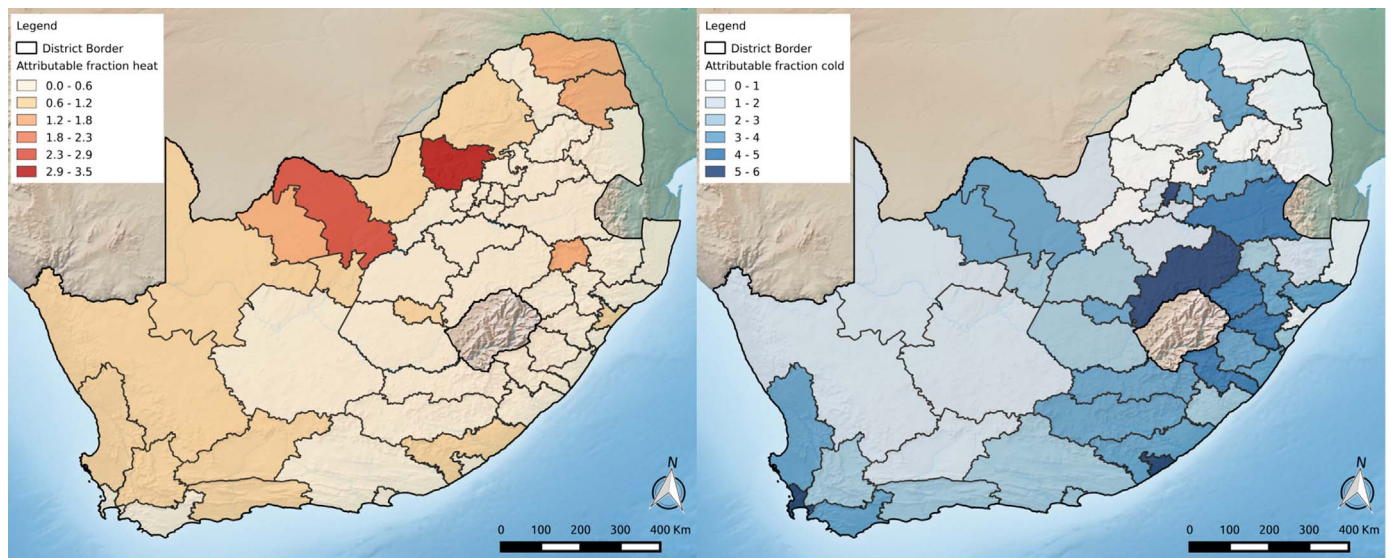 Legend
District Border
Attributable fraction heat
0.0 - 0.6
0.6 - 1.2
1.2 - 1.8
1.8 - 2.3
2.3 - 2.9
2.9 - 3.5
N
0 100 200 300 400 Km
Legend
District Border
Attributable fraction cold
0 - 1
1 - 2
2 - 3
3 - 4
4 - 5
5 - 6
N
0 100 200 300 400 Km